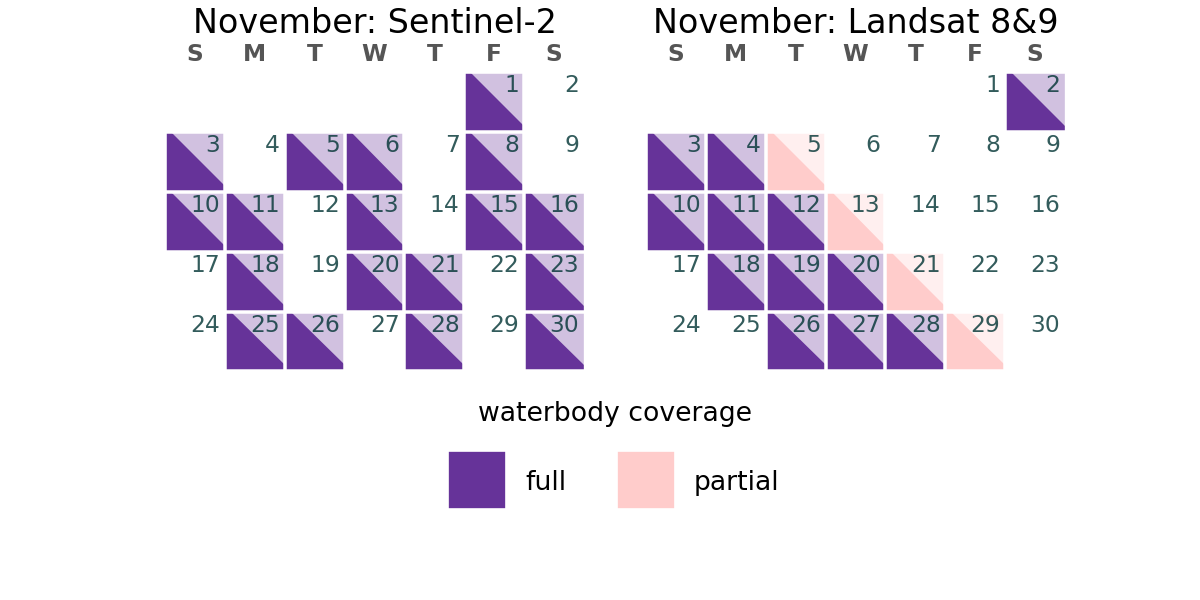 November: Sentinel-2
S M T W T F S
1 2
3 4 5 6 7 8 9
10 11 12 13 14 15 16
17 18 19 20 21 22 23
24 25 26 27 28 29 30
November: Landsat 8&9
S M T W T F S
1 2
3 4 5 6 7 8 9
10 11 12 13 14 15 16
17 18 19 20 21 22 23
24 25 26 27 28 29 30
waterbody coverage
full partial